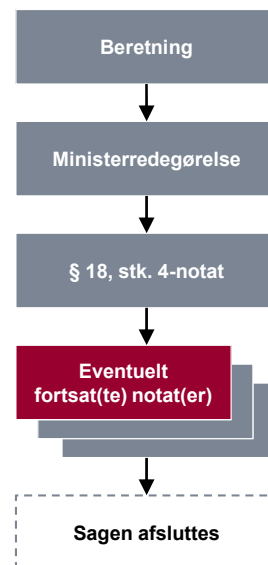 Beretning
Ministerredegørelse
§ 18, stk. 4-notat
Eventuelt
fortsat(te) notat(er)
Sagen afsluttes